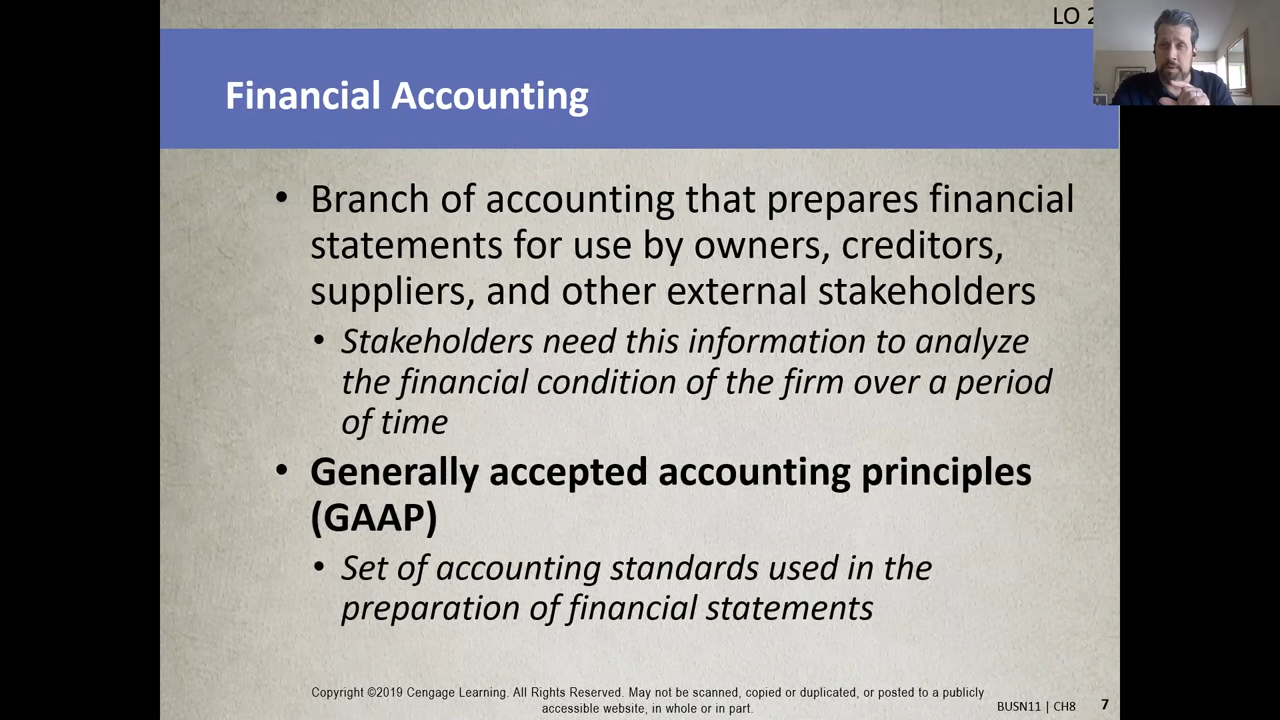 LO 2
Financial Accounting
• Branch of accounting that prepares financial
statements for use by owners, creditors,
suppliers, and other external stakeholders
• Stakeholders need this information to analyze
the financial condition of the firm over a period
of time
• Generally accepted accounting principles
(GAAP)
• Set of accounting standards used in the
preparation of financial statements
Copyright ©2019 Cengage Learning. All Rights Reserved. May not be scanned, copied or duplicated, or posted to a publicly
accessible website, in whole or in part.
BUSN11 | CH8 7